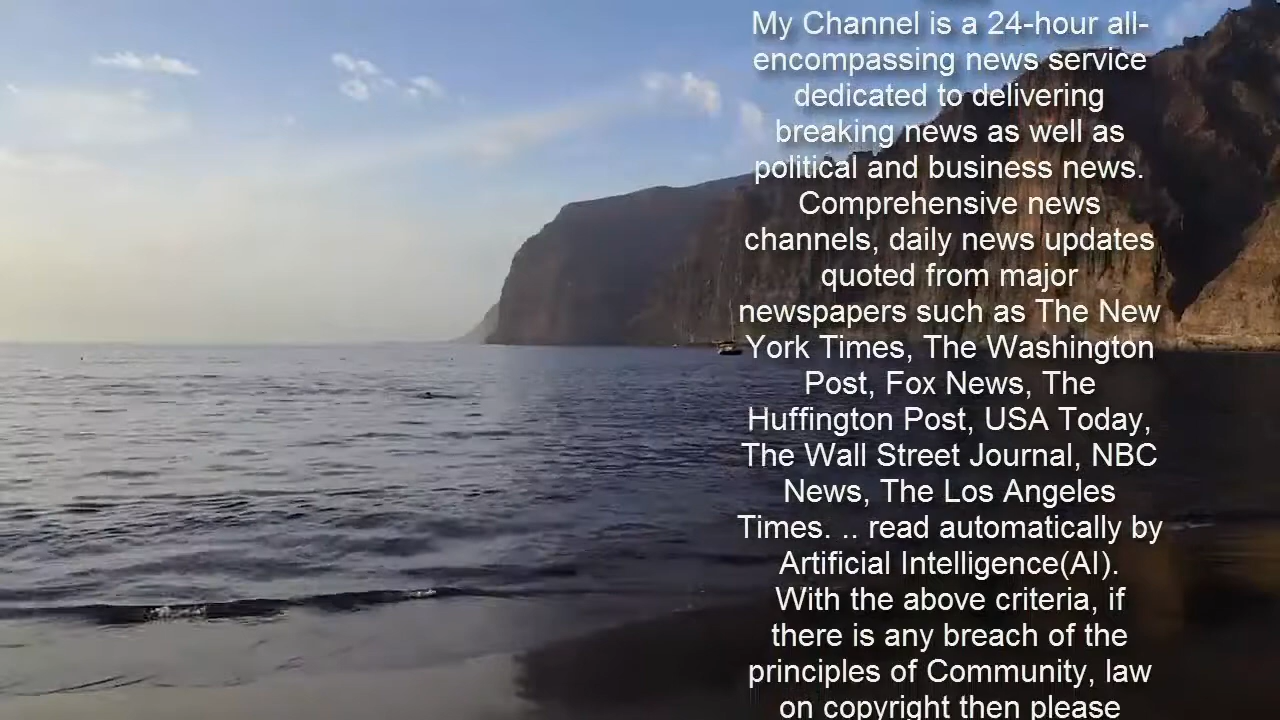 My Channel is a 24-hour all-
encompassing news service
dedicated to delivering
breaking news as well as
political and business news.
Comprehensive news
channels, daily news updates
quoted from major
newspapers such as The New
York Times, The Washington
Post, Fox News, The
Huffington Post, USA Today,
The Wall Street Journal, NBC
News, The Los Angeles
Times. .. read automatically by
Artificial Intelligence(AI).
With the above criteria, if
there is any breach of the
principles of Community, law
on copyright then please